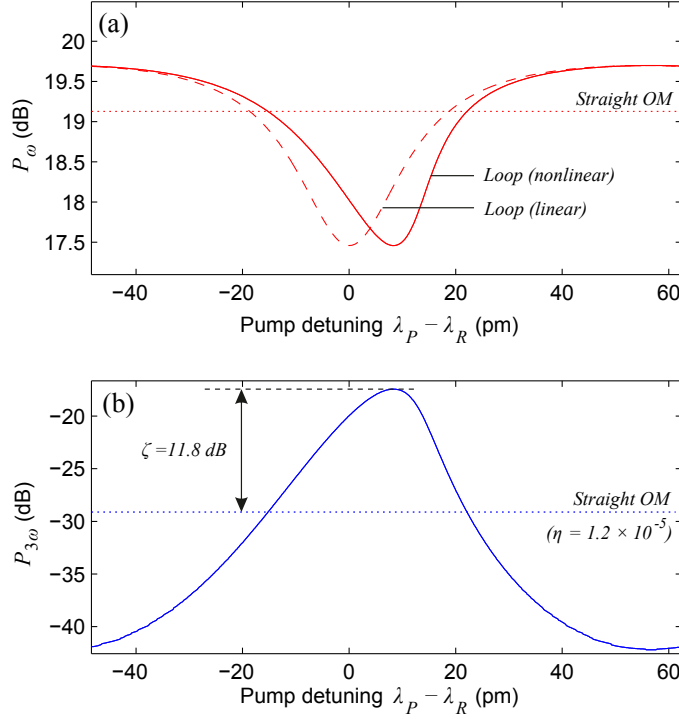 (a)
20
19.5
19
18.5
18
17.5
P_ω (dB)
Straight OM
Loop (nonlinear)
Loop (linear)
−40 −20 0 20 40 60
Pump detuning λ_P − λ_R (pm)
(b)
−20
−25
−30
−35
−40
P_3ω (dB)
ζ =11.8 dB
Straight OM
(η = 1.2 × 10^-5)
−40 −20 0 20 40 60
Pump detuning λ_P − λ_R (pm)